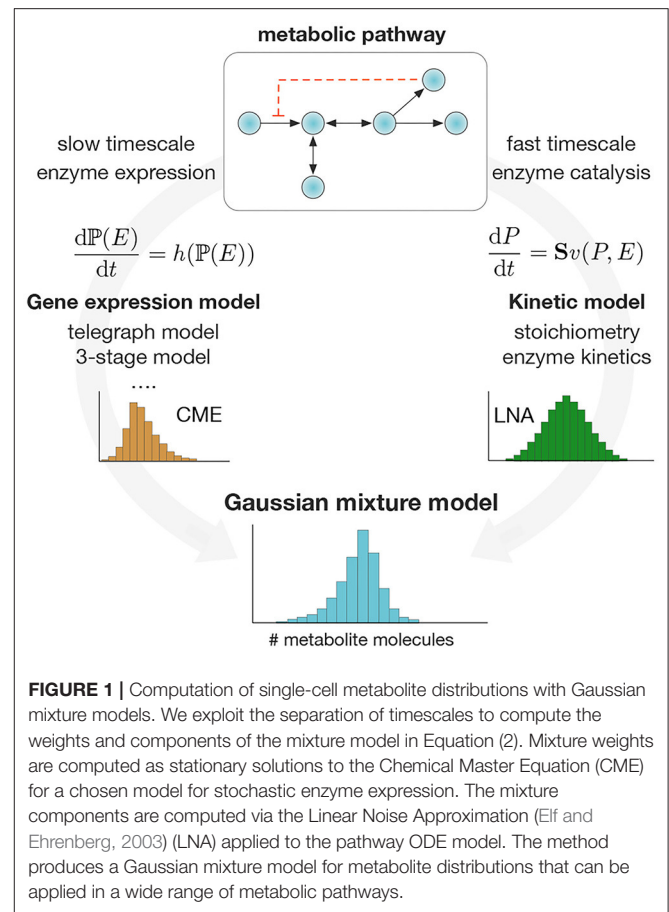 metabolic pathway
slow timescale
enzyme expression
fast timescale
enzyme catalysis
dℙ(E)/dt = h(ℙ(E))
dP/dt = 𝐒v(P, E)
Gene expression model
telegraph model
3-stage model
....
CME
Kinetic model
stoichiometry
enzyme kinetics
LNA
Gaussian mixture model
# metabolite molecules
FIGURE 1 | Computation of single-cell metabolite distributions with Gaussian
mixture models. We exploit the separation of timescales to compute the
weights and components of the mixture model in Equation (2). Mixture weights
are computed as stationary solutions to the Chemical Master Equation (CME)
for a chosen model for stochastic enzyme expression. The mixture
components are computed via the Linear Noise Approximation (Elf and
Ehrenberg, 2003) (LNA) applied to the pathway ODE model. The method
produces a Gaussian mixture model for metabolite distributions that can be
applied in a wide range of metabolic pathways.